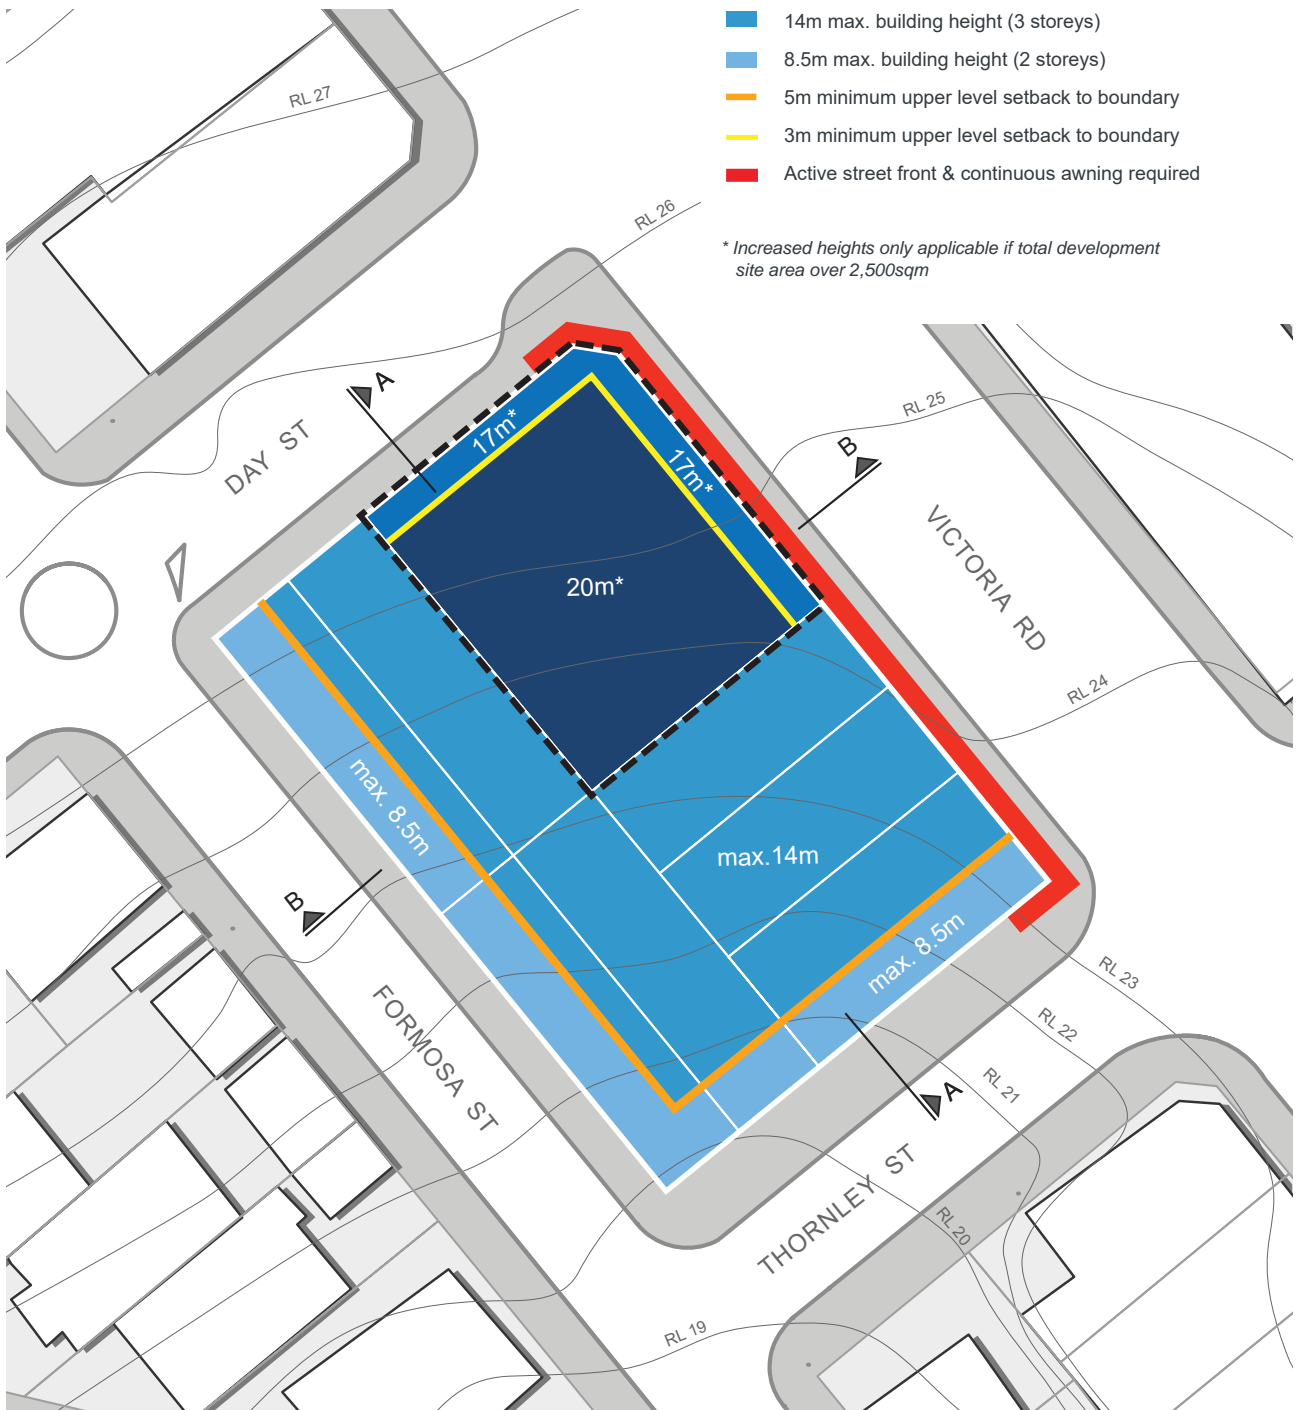 14m max. building height (3 storeys)
8.5m max. building height (2 storeys)
5m minimum upper level setback to boundary
3m minimum upper level setback to boundary
Active street front & continuous awning required
* Increased heights only applicable if total development
site area over 2,500sqm
RL 27
RL 26
A
DAY ST
17m*
17m*
RL 25
B
VICTORIA RD
20m*
RL 24
max. 8.5m
max.14m
B
max. 8.5m
RL 23
FORMOSA ST
RL 22
RL 21
A
THORNLEY ST
RL 20
RL 19